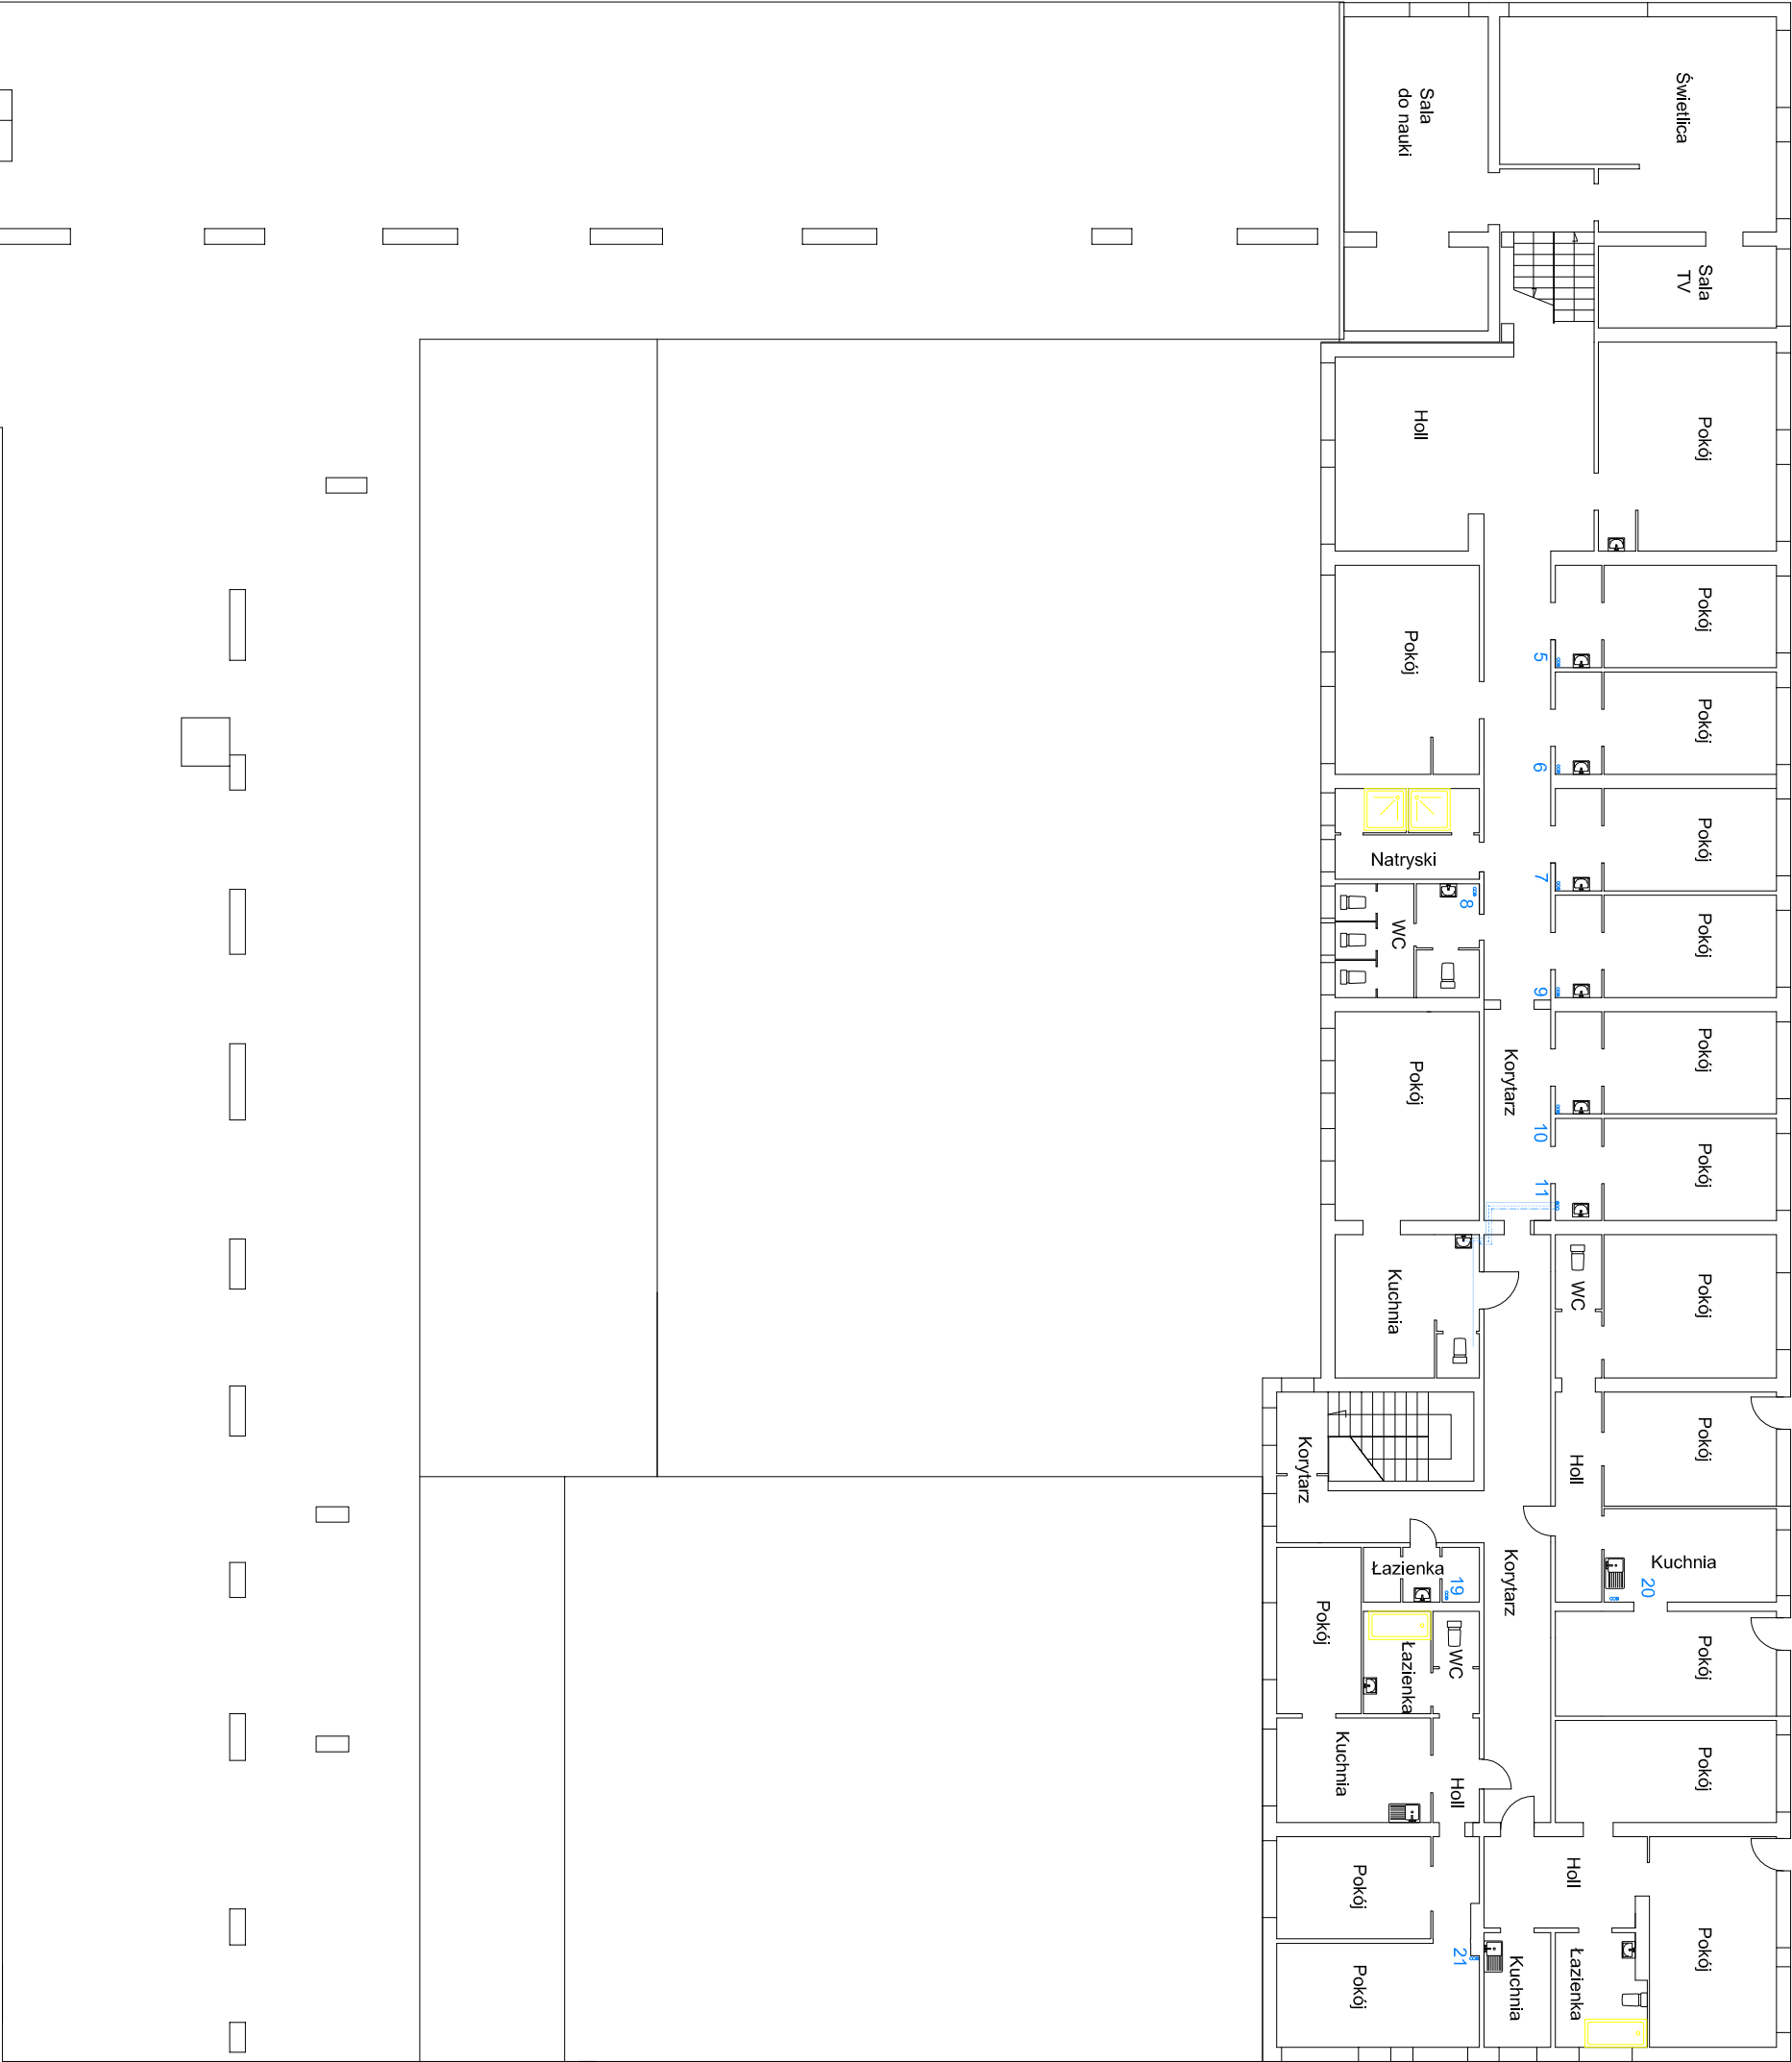 Świetlica
Sala
do nauki
Sala
TV
Pokój
Holl
Pokój
5
Pokój
Pokój
6
Pokój
7
Natryski
8
WC
Pokój
9
Pokój
Korytarz
Pokój
10
Pokój
11
Pokój
WC
Kuchnia
Pokój
Holl
Korytarz
Kuchnia
20
Korytarz
Łazienka
19
Pokój
Łazienka
WC
Pokój
Pokój
Kuchnia
Holl
Holl
Pokój
Pokój
21
Kuchnia
Łazienka
Pokój